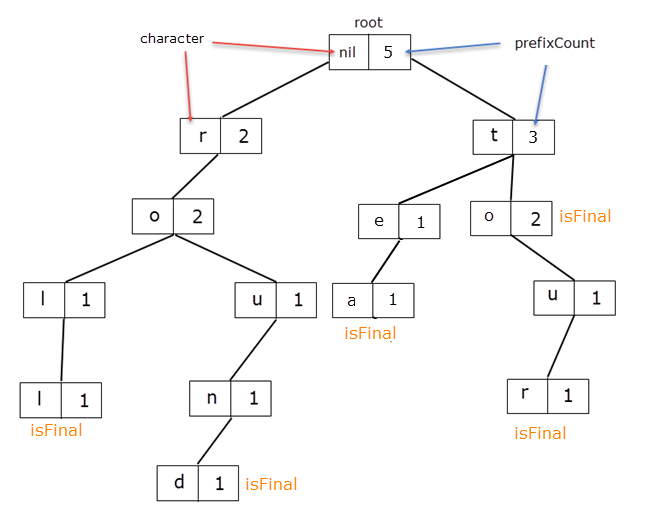 root
character
nil 5
prefixCount
r 2
t 3
o 2
e 1
o 2 isFinal
l 1
u 1
a 1
u 1
isFinal
l 1
n 1
r 1
isFinal
isFinal
d 1 isFinal